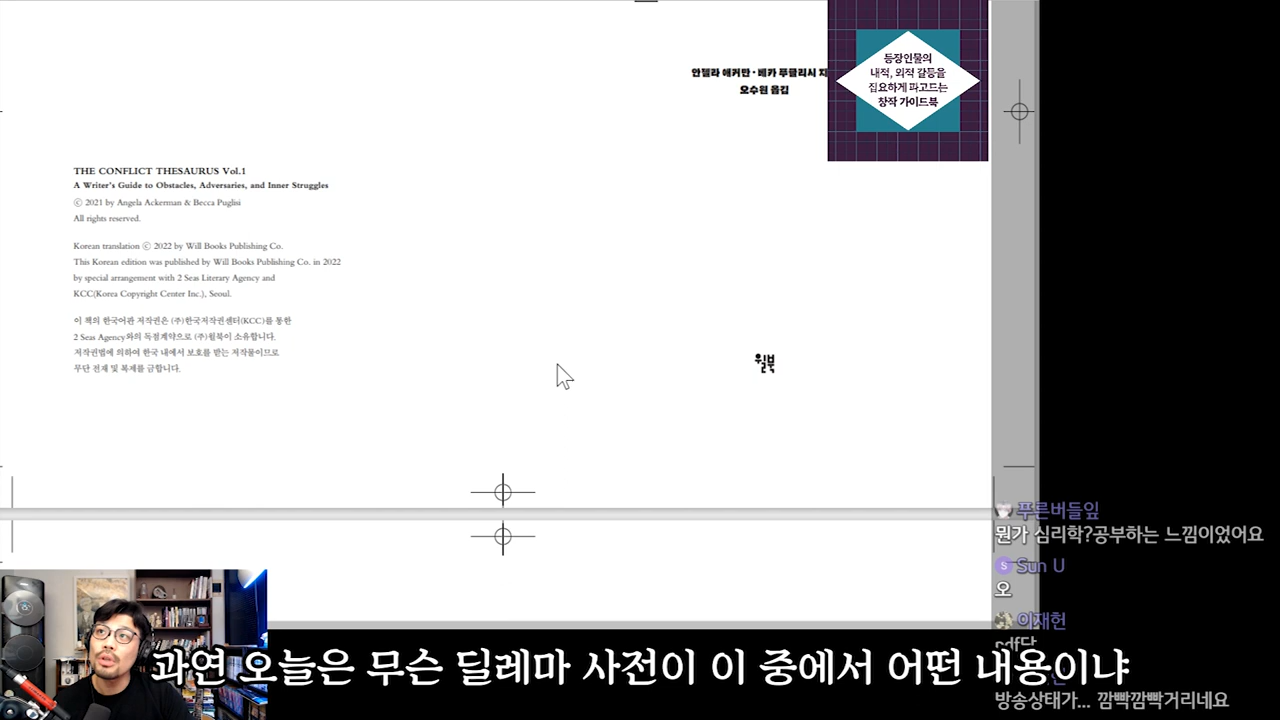 안젤라 애커만·베카 푸글리시 지
오수원 옮김
등장인물의
내적, 외적 갈등을
집요하게 파고드는
창작 가이드북
THE CONFLICT THESAURUS Vol.1
A Writer's Guide to Obstacles, Adversaries, and Inner Struggles
ⓒ 2021 by Angela Ackerman & Becca Puglisi
All rights reserved.
Korean translation ⓒ 2022 by Will Books Publishing Co.
This Korean edition was published by Will Books Publishing Co. in 2022
by special arrangement with 2 Seas Literary Agency and
KCC(Korea Copyright Center Inc.), Seoul.
이 책의 한국어판 저작권은 (주)한국저작권센터(KCC)를 통한
2 Seas Agency와의 독점계약으로 (주)윌북이 소유합니다.
저작권법에 의하여 한국 내에서 보호를 받는 저작물이므로
무단 전재 및 복제를 금합니다.
윌북
푸른버들잎
뭔가 심리학?공부하는 느낌이었어요
S Sun U
오
이재헌
pdf당
방송상태가... 깜빡깜빡거리네요
과연 오늘은 무슨 딜레마 사전이 이 중에서 어떤 내용이냐